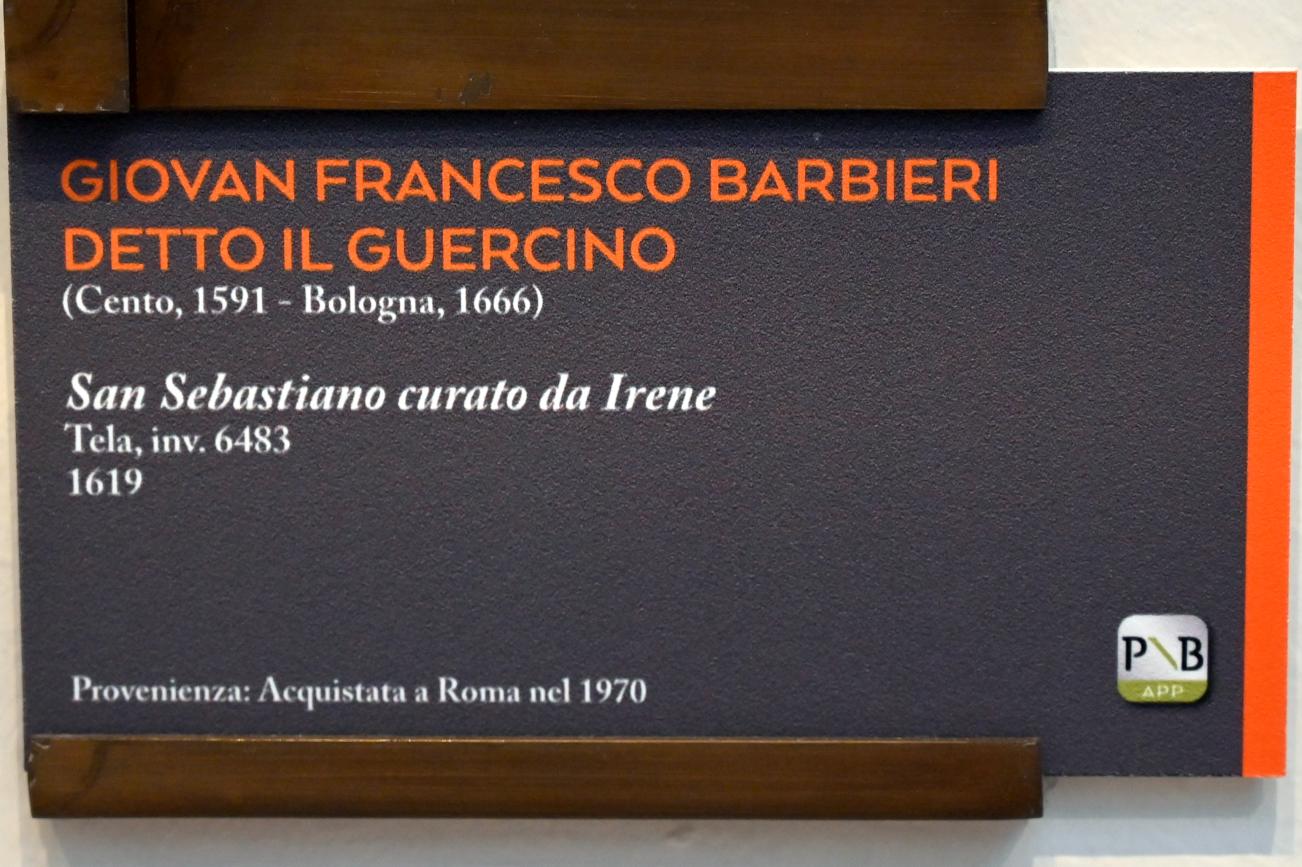 GIOVAN FRANCESCO BARBIERI
DETTO IL GUERCINO
(Cento, 1591 - Bologna, 1666)
San Sebastiano curato da Irene
Tela, inv. 6483
1619
Provenienza: Acquistata a Roma nel 1970
P\B
APP